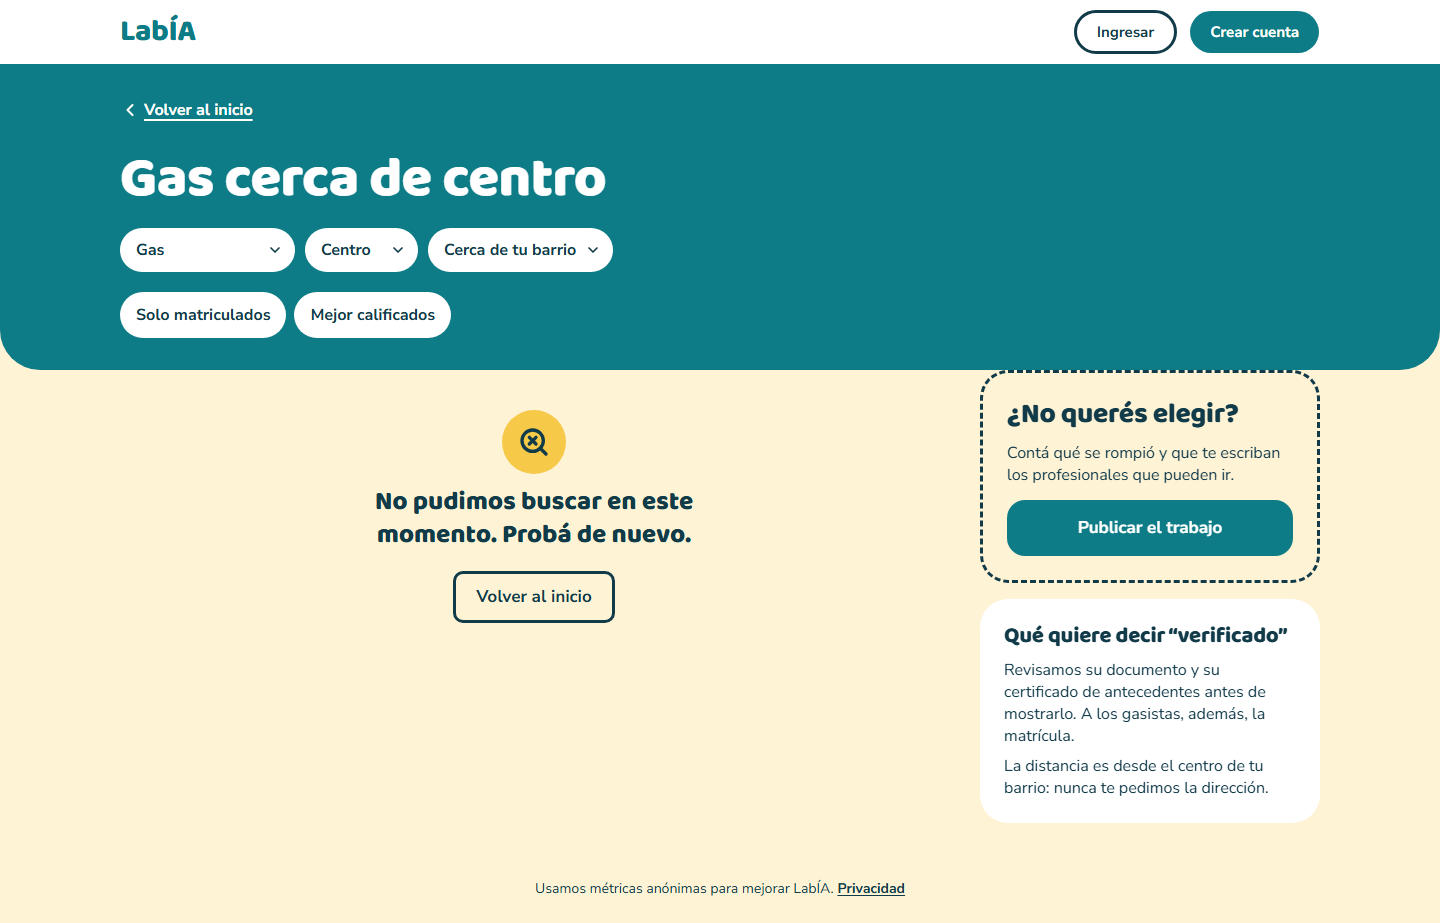 LabÍA
Ingresar
Crear cuenta
Volver al inicio
Gas cerca de centro
Gas
Centro
Cerca de tu barrio
Solo matriculados
Mejor calificados
No pudimos buscar en este
momento. Probá de nuevo.
Volver al inicio
¿No querés elegir?
Contá qué se rompió y que te escriban
los profesionales que pueden ir.
Publicar el trabajo
Qué quiere decir “verificado”
Revisamos su documento y su
certificado de antecedentes antes de
mostrarlo. A los gasistas, además, la
matrícula.
La distancia es desde el centro de tu
barrio: nunca te pedimos la dirección.
Usamos métricas anónimas para mejorar LabÍA. Privacidad